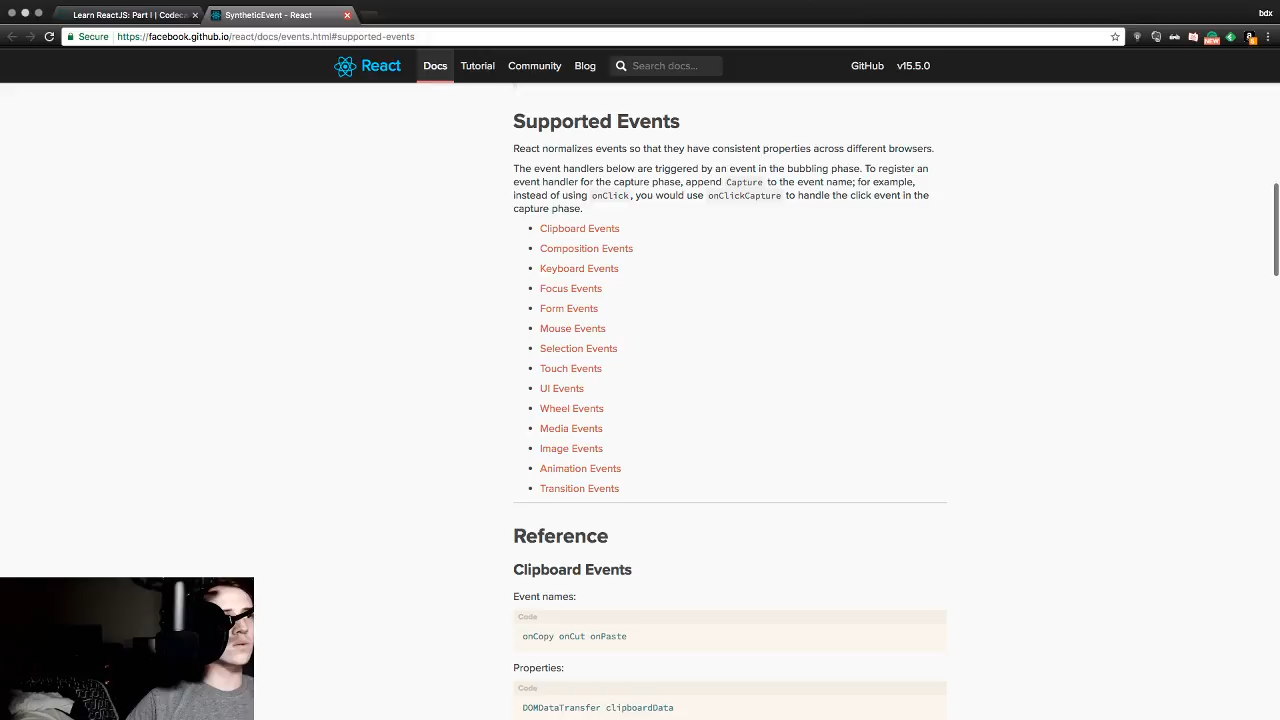 Learn ReactJS: Part I | Codeca
SyntheticEvent - React
bdx
Secure https://facebook.github.io/react/docs/events.html#supported-events
NEW
6
React Docs Tutorial Community Blog Search docs... GitHub v15.5.0
Supported Events
React normalizes events so that they have consistent properties across different browsers.
The event handlers below are triggered by an event in the bubbling phase. To register an
event handler for the capture phase, append Capture to the event name; for example,
instead of using onClick, you would use onClickCapture to handle the click event in the
capture phase.
Clipboard Events
Composition Events
Keyboard Events
Focus Events
Form Events
Mouse Events
Selection Events
Touch Events
UI Events
Wheel Events
Media Events
Image Events
Animation Events
Transition Events
Reference
Clipboard Events
Event names:
Code
onCopy onCut onPaste
Properties:
Code
DOMDataTransfer clipboardData